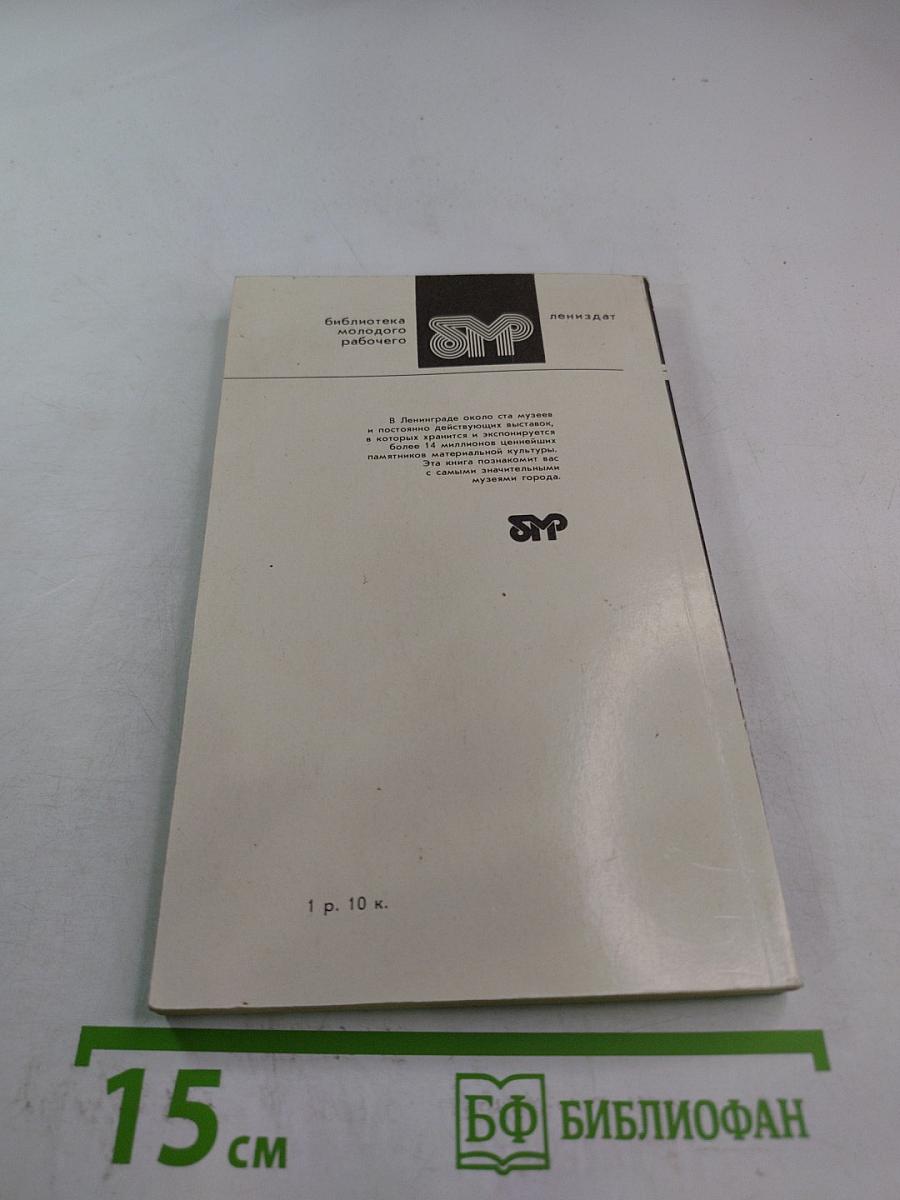 библиотека
молодого
рабочего
бмр
лениздат
В Ленинграде около ста музеев
и постоянно действующих выставок,
в которых хранится и экспонируется
более 14 миллионов ценнейших
памятников материальной культуры.
Эта книга познакомит вас
с самыми значительными
музеями города.
бмр
1 р. 10 к.
15 см
БФ БИБЛИОФАН